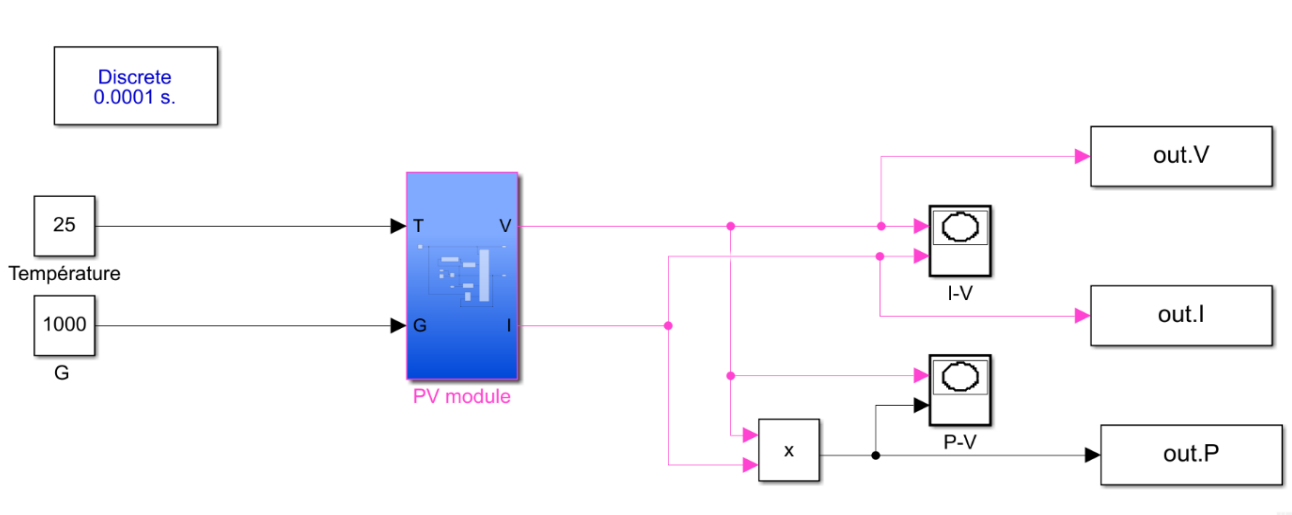 Discrete
0.0001 s.
out.V
25
T
V
Température
I-V
1000
G
I
out.I
G
PV module
P-V
x
out.P